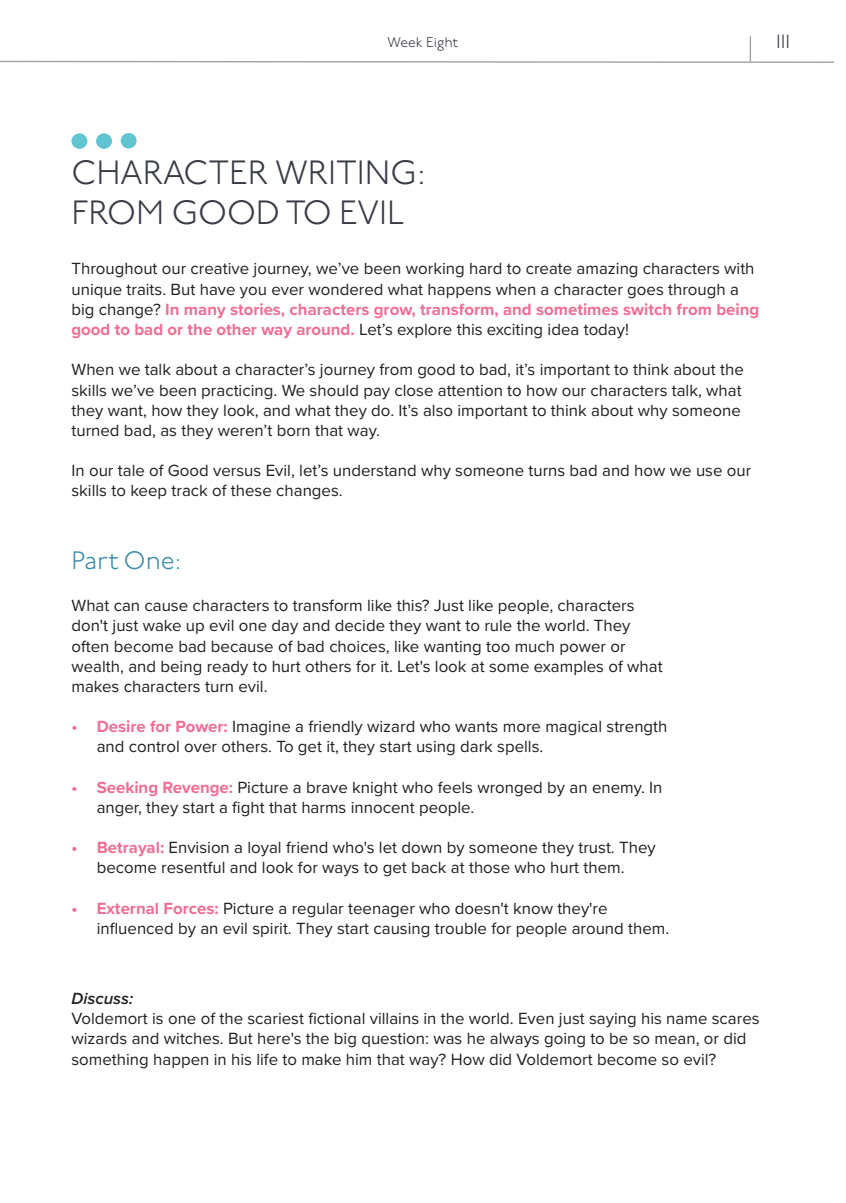 Week Eight
III
CHARACTER WRITING:
FROM GOOD TO EVIL
Throughout our creative journey, we’ve been working hard to create amazing characters with
unique traits. But have you ever wondered what happens when a character goes through a
big change? In many stories, characters grow, transform, and sometimes switch from being
good to bad or the other way around. Let’s explore this exciting idea today!
When we talk about a character’s journey from good to bad, it’s important to think about the
skills we’ve been practicing. We should pay close attention to how our characters talk, what
they want, how they look, and what they do. It’s also important to think about why someone
turned bad, as they weren’t born that way.
In our tale of Good versus Evil, let’s understand why someone turns bad and how we use our
skills to keep track of these changes.
Part One:
What can cause characters to transform like this? Just like people, characters
don't just wake up evil one day and decide they want to rule the world. They
often become bad because of bad choices, like wanting too much power or
wealth, and being ready to hurt others for it. Let's look at some examples of what
makes characters turn evil.
• Desire for Power: Imagine a friendly wizard who wants more magical strength
and control over others. To get it, they start using dark spells.
• Seeking Revenge: Picture a brave knight who feels wronged by an enemy. In
anger, they start a fight that harms innocent people.
• Betrayal: Envision a loyal friend who's let down by someone they trust. They
become resentful and look for ways to get back at those who hurt them.
• External Forces: Picture a regular teenager who doesn't know they're
influenced by an evil spirit. They start causing trouble for people around them.
Discuss:
Voldemort is one of the scariest fictional villains in the world. Even just saying his name scares
wizards and witches. But here's the big question: was he always going to be so mean, or did
something happen in his life to make him that way? How did Voldemort become so evil?